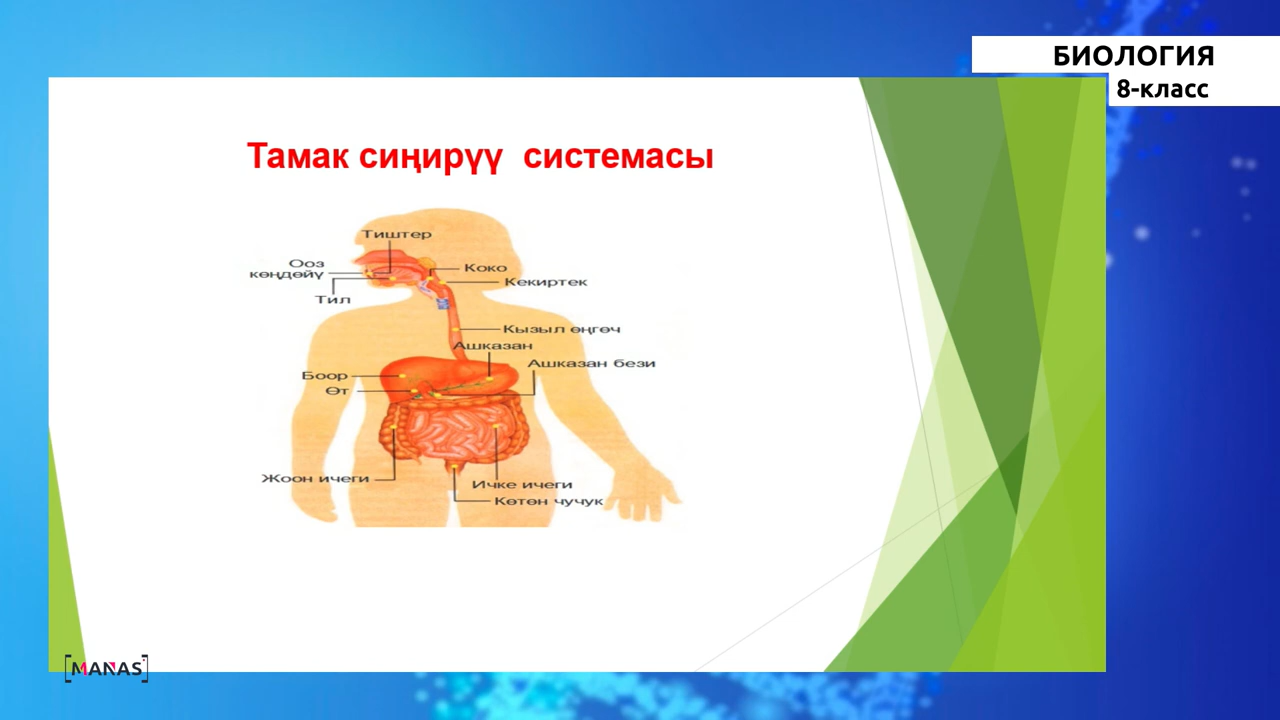 БИОЛОГИЯ
8-класс
Тамак сиңирүү системасы
Тиштер
Ооз
көңдөйү
Тил
Коко
Кекиртек
Кызыл өңгөч
Ашказан
Ашказан бези
Боор
Өт
Жоон ичеги
Ичке ичеги
Көтөн чучук
MANAS